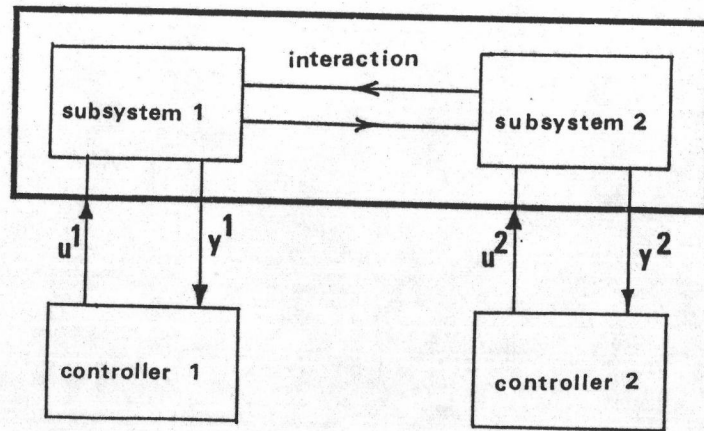 interaction
subsystem 1
subsystem 2
u¹
y¹
u²
y²
controller 1
controller 2